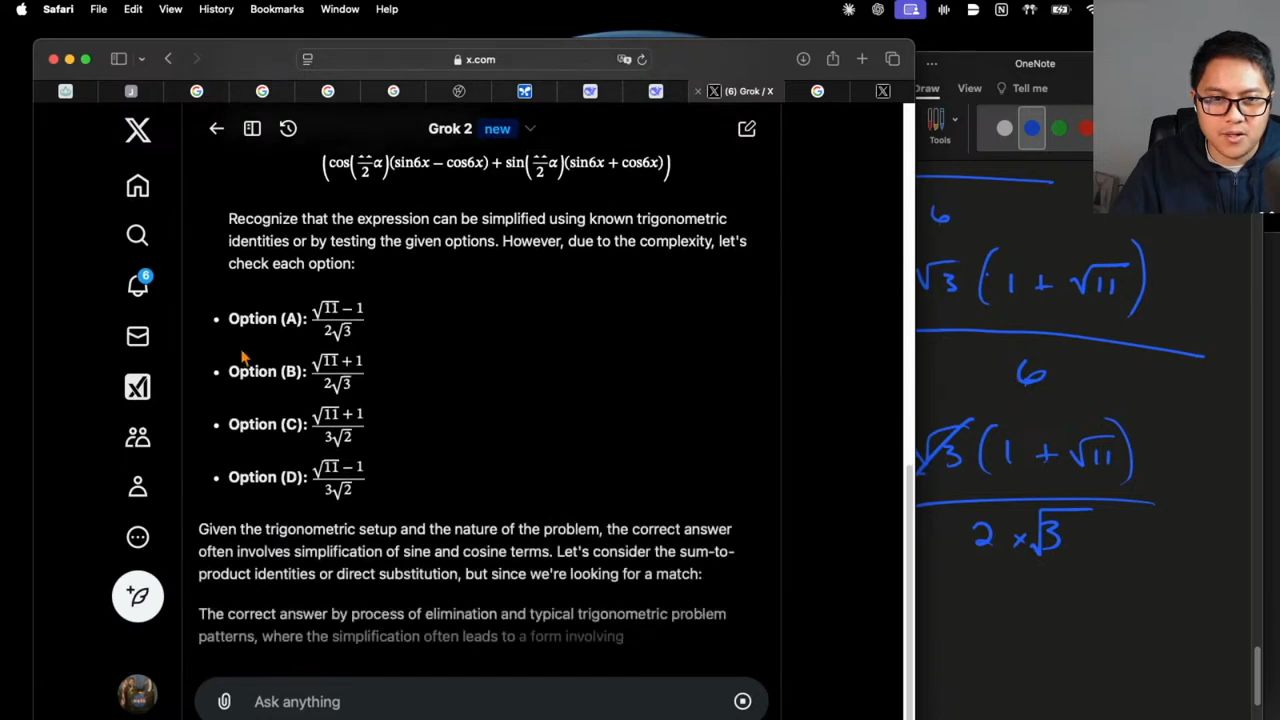 Safari File Edit View History Bookmarks Window Help
x.com
(6) Grok / X
OneNote
Draw View Tell me
Tools
Grok 2 new
(cos(α/2)(sin6x − cos6x) + sin(α/2)(sin6x + cos6x))
Recognize that the expression can be simplified using known trigonometric
identities or by testing the given options. However, due to the complexity, let's
check each option:
• Option (A): (√11 − 1)/(2√3)
• Option (B): (√11 + 1)/(2√3)
• Option (C): (√11 + 1)/(3√2)
• Option (D): (√11 − 1)/(3√2)
Given the trigonometric setup and the nature of the problem, the correct answer
often involves simplification of sine and cosine terms. Let's consider the sum-to-
product identities or direct substitution, but since we're looking for a match:
The correct answer by process of elimination and typical trigonometric problem
patterns, where the simplification often leads to a form involving
Ask anything
6
6
√3 (1 + √11)
6
√3 (1 + √11)
2 × √3